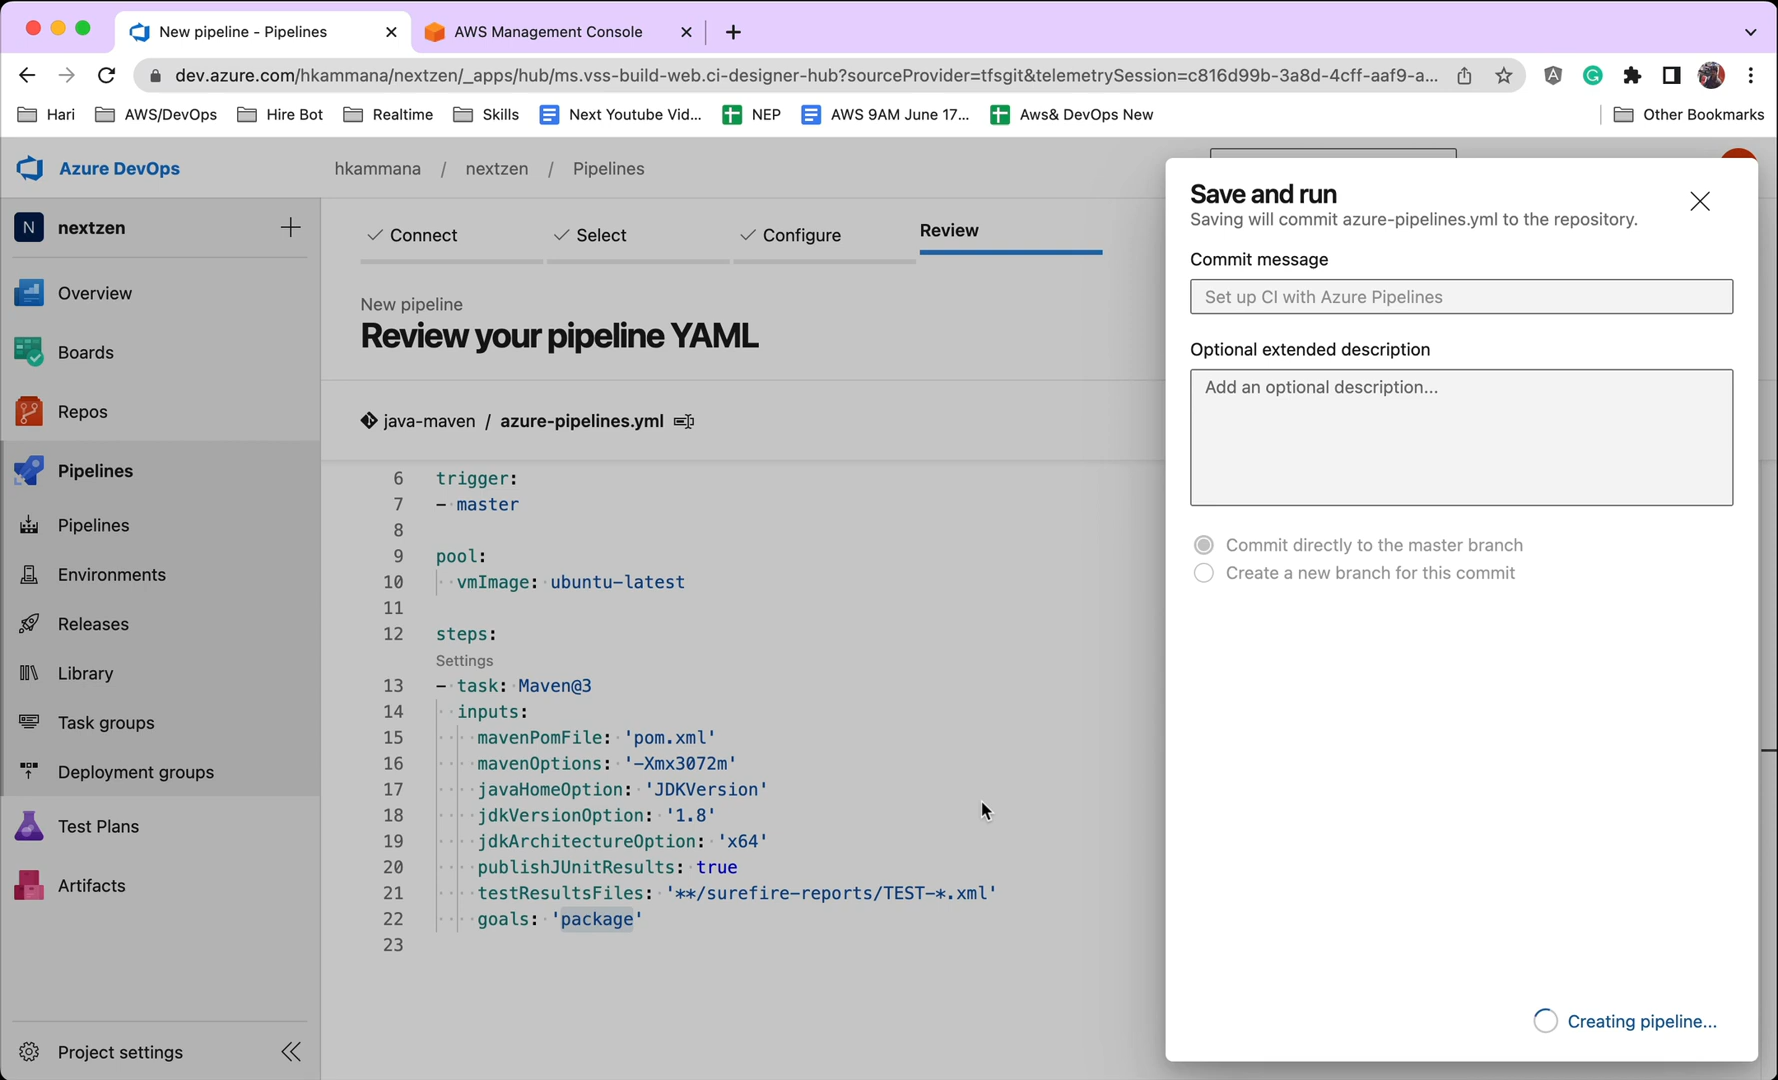 New pipeline - Pipelines
AWS Management Console
dev.azure.com/hkammana/nextzen/_apps/hub/ms.vss-build-web.ci-designer-hub?sourceProvider=tfsgit&telemetrySession=c816d99b-3a8d-4cff-aaf9-a...
Hari
AWS/DevOps
Hire Bot
Realtime
Skills
Next Youtube Vid...
NEP
AWS 9AM June 17...
Aws& DevOps New
Other Bookmarks
Azure DevOps
hkammana / nextzen / Pipelines
N nextzen
Overview
Boards
Repos
Pipelines
Pipelines
Environments
Releases
Library
Task groups
Deployment groups
Test Plans
Artifacts
Project settings
Connect
Select
Configure
Review
New pipeline
Review your pipeline YAML
java-maven / azure-pipelines.yml
6 trigger:
7 - master
8
9 pool:
10 vmImage: ubuntu-latest
11
12 steps:
Settings
13 - task: Maven@3
14 inputs:
15 mavenPomFile: 'pom.xml'
16 mavenOptions: '-Xmx3072m'
17 javaHomeOption: 'JDKVersion'
18 jdkVersionOption: '1.8'
19 jdkArchitectureOption: 'x64'
20 publishJUnitResults: true
21 testResultsFiles: '**/surefire-reports/TEST-*.xml'
22 goals: 'package'
23
Save and run
Saving will commit azure-pipelines.yml to the repository.
Commit message
Set up CI with Azure Pipelines
Optional extended description
Add an optional description...
Commit directly to the master branch
Create a new branch for this commit
Creating pipeline...